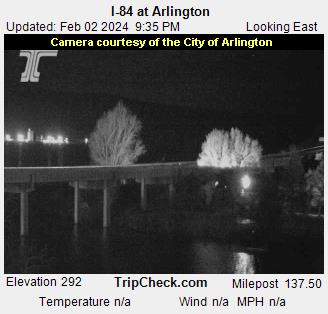 I-84 at Arlington
Updated: Feb 02 2024 9:35 PM Looking East
Camera courtesy of the City of Arlington
Elevation 292 TripCheck.com Milepost 137.50
Temperature n/a Wind n/a MPH n/a